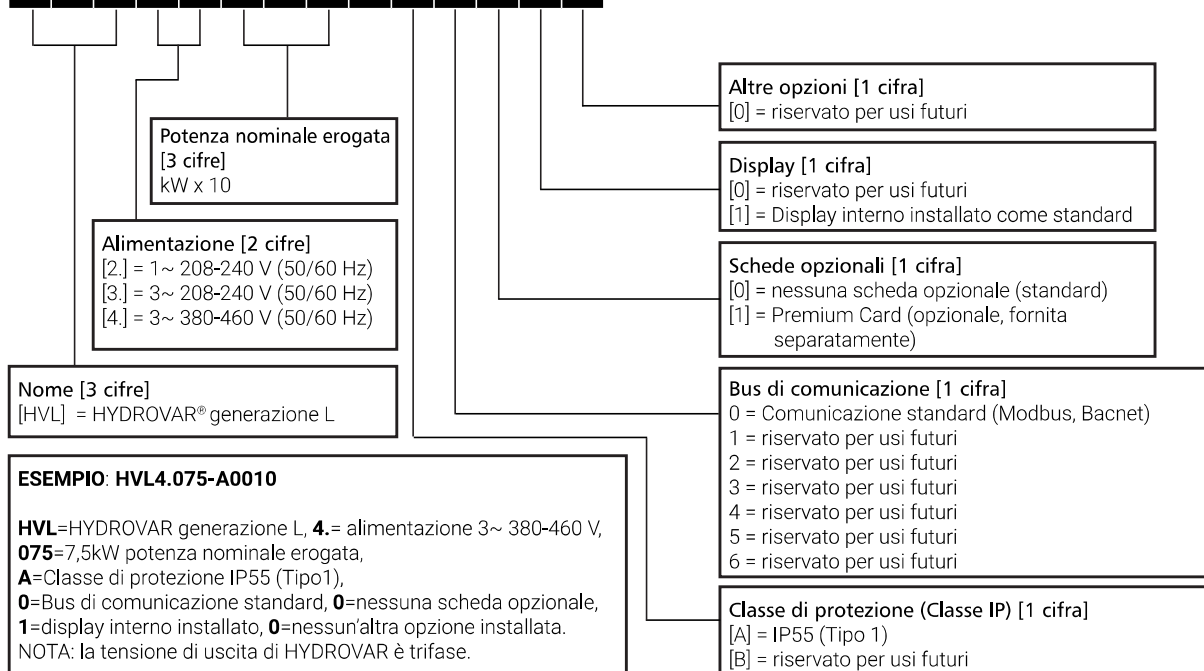 Potenza nominale erogata
[3 cifre]
kW x 10
Alimentazione [2 cifre]
[2.] = 1~ 208-240 V (50/60 Hz)
[3.] = 3~ 208-240 V (50/60 Hz)
[4.] = 3~ 380-460 V (50/60 Hz)
Nome [3 cifre]
[HVL] = HYDROVAR® generazione L
ESEMPIO: HVL4.075-A0010
HVL=HYDROVAR generazione L, 4.= alimentazione 3~ 380-460 V,
075=7,5kW potenza nominale erogata,
A=Classe di protezione IP55 (Tipo1),
0=Bus di comunicazione standard, 0=nessuna scheda opzionale,
1=display interno installato, 0=nessun'altra opzione installata.
NOTA: la tensione di uscita di HYDROVAR è trifase.
Altre opzioni [1 cifra]
[0] = riservato per usi futuri
Display [1 cifra]
[0] = riservato per usi futuri
[1] = Display interno installato come standard
Schede opzionali [1 cifra]
[0] = nessuna scheda opzionale (standard)
[1] = Premium Card (opzionale, fornita
separatamente)
Bus di comunicazione [1 cifra]
0 = Comunicazione standard (Modbus, Bacnet)
1 = riservato per usi futuri
2 = riservato per usi futuri
3 = riservato per usi futuri
4 = riservato per usi futuri
5 = riservato per usi futuri
6 = riservato per usi futuri
Classe di protezione (Classe IP) [1 cifra]
[A] = IP55 (Tipo 1)
[B] = riservato per usi futuri